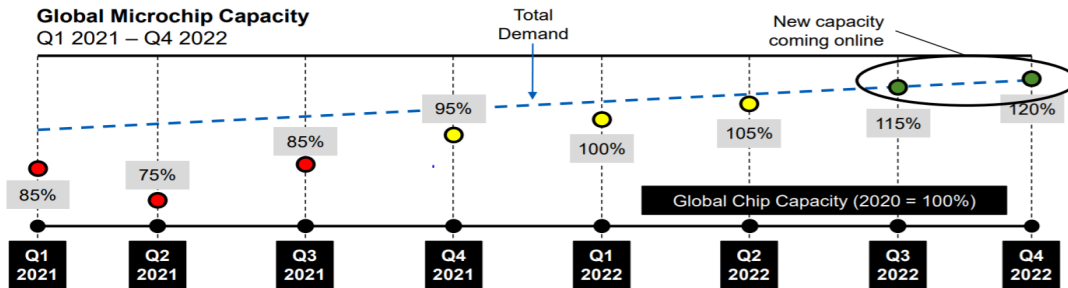 Global Microchip Capacity
Q1 2021 – Q4 2022
Total
Demand
New capacity
coming online
85%
75%
85%
95%
100%
105%
115%
120%
Global Chip Capacity (2020 = 100%)
Q1
2021
Q2
2021
Q3
2021
Q4
2021
Q1
2022
Q2
2022
Q3
2022
Q4
2022